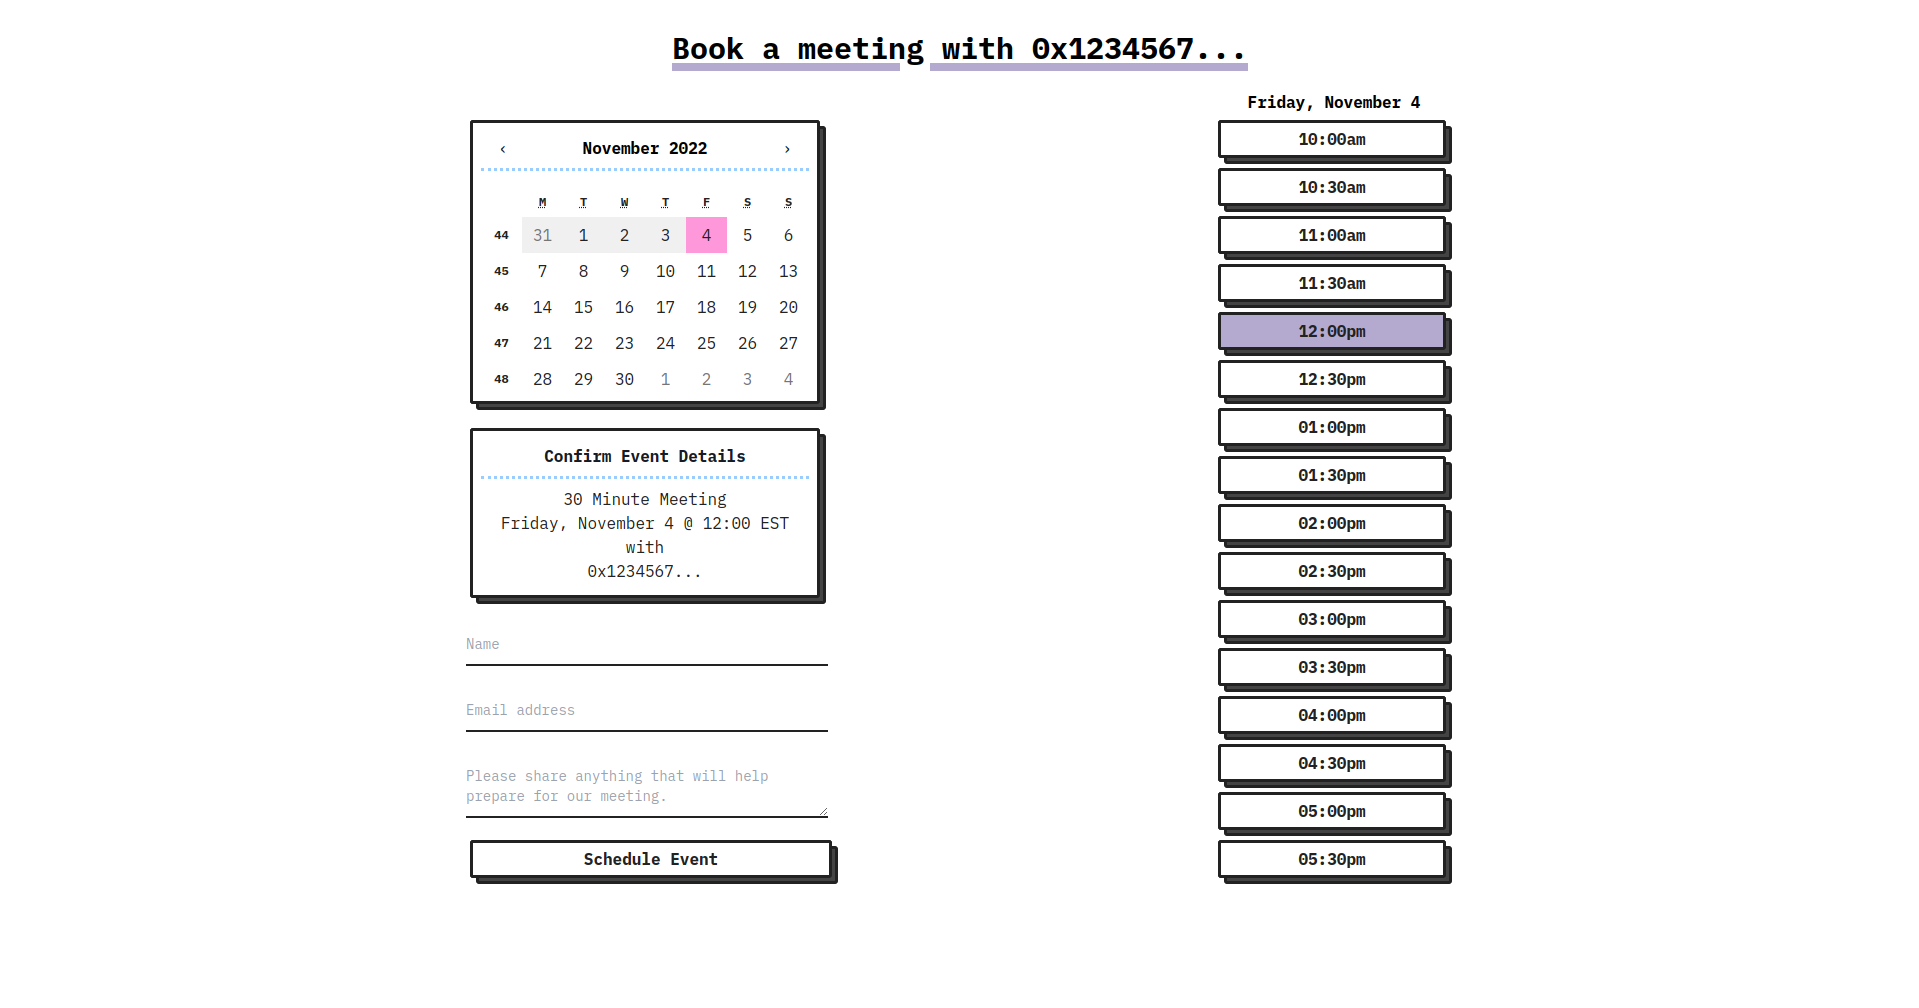 Book a meeting with 0x1234567...
‹ November 2022 ›
M T W T F S S
44 31 1 2 3 4 5 6
45 7 8 9 10 11 12 13
46 14 15 16 17 18 19 20
47 21 22 23 24 25 26 27
48 28 29 30 1 2 3 4
Confirm Event Details
30 Minute Meeting
Friday, November 4 @ 12:00 EST
with
0x1234567...
Name
Email address
Please share anything that will help
prepare for our meeting.
Schedule Event
Friday, November 4
10:00am
10:30am
11:00am
11:30am
12:00pm
12:30pm
01:00pm
01:30pm
02:00pm
02:30pm
03:00pm
03:30pm
04:00pm
04:30pm
05:00pm
05:30pm